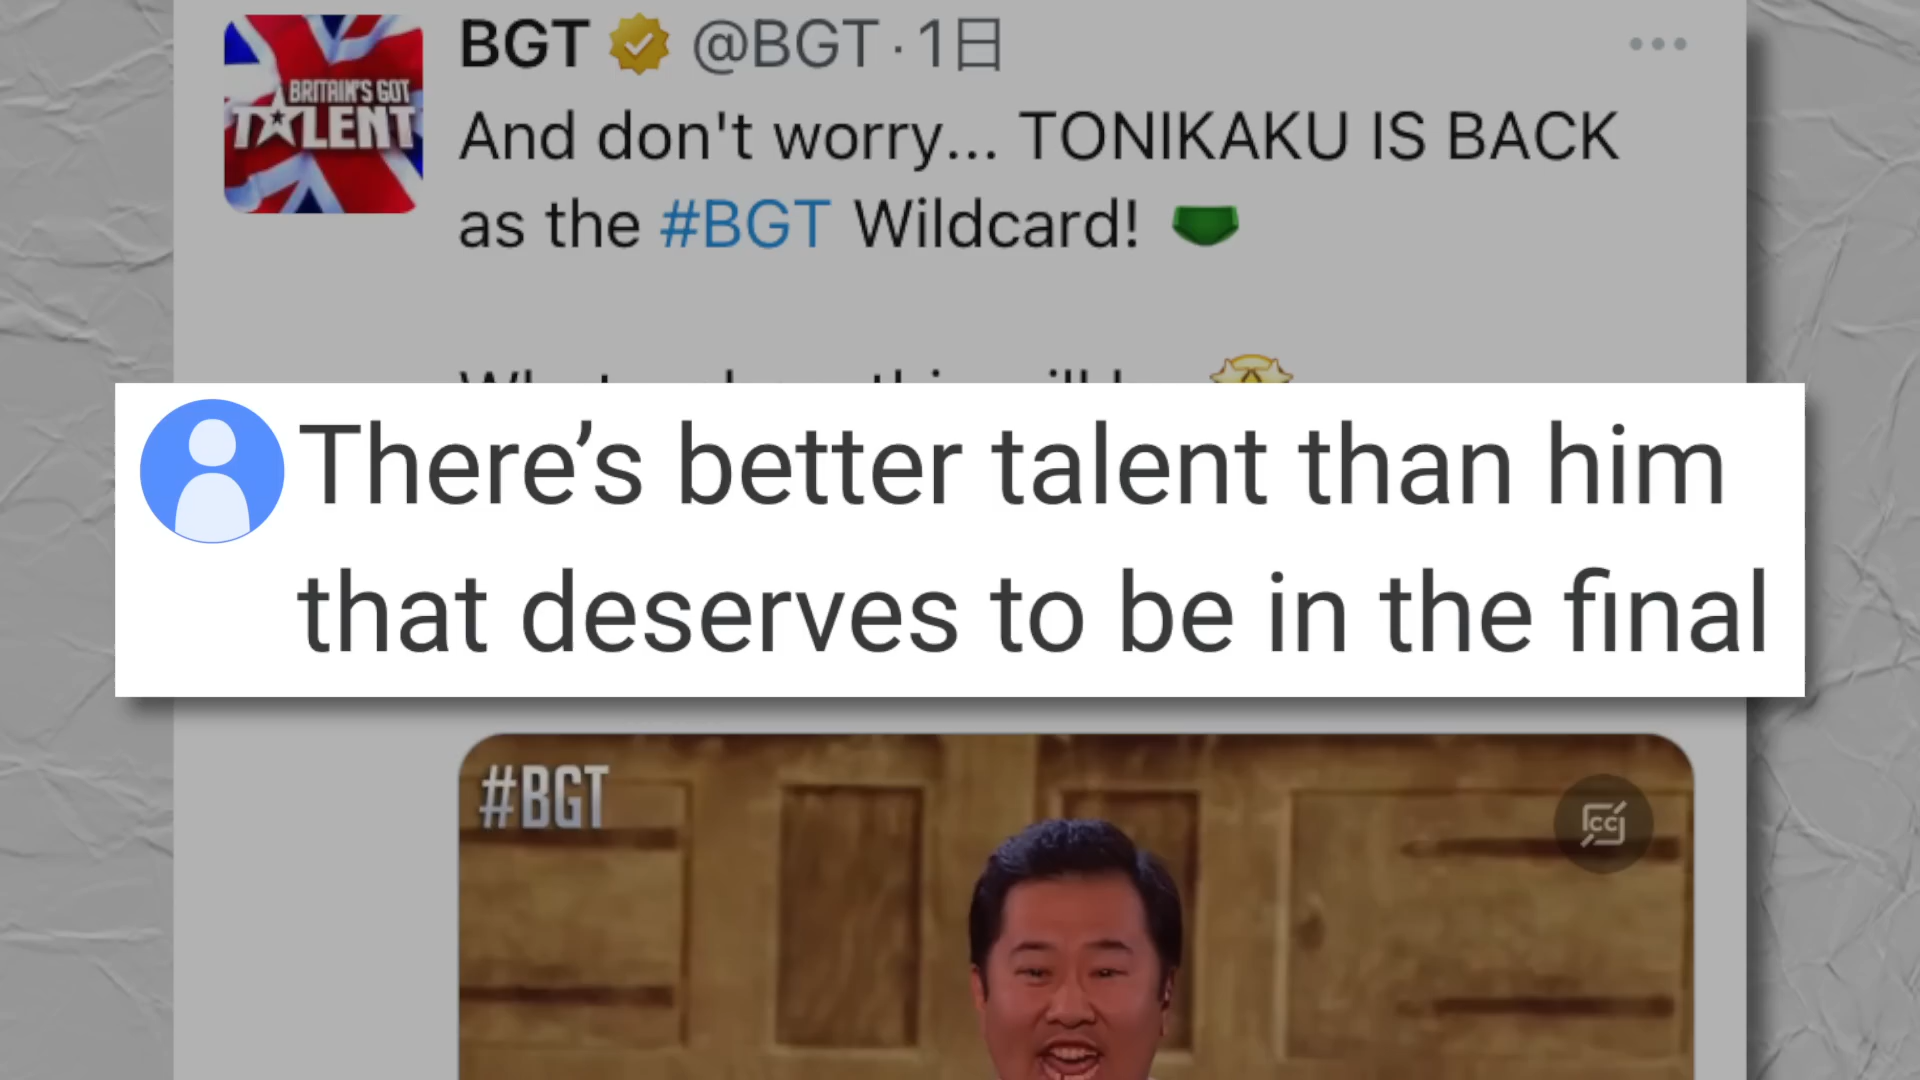 BGT @BGT · 1日
BRITAIN'S GOT
TALENT
And don't worry... TONIKAKU IS BACK
as the #BGT Wildcard!
There’s better talent than him
that deserves to be in the final
#BGT
CC